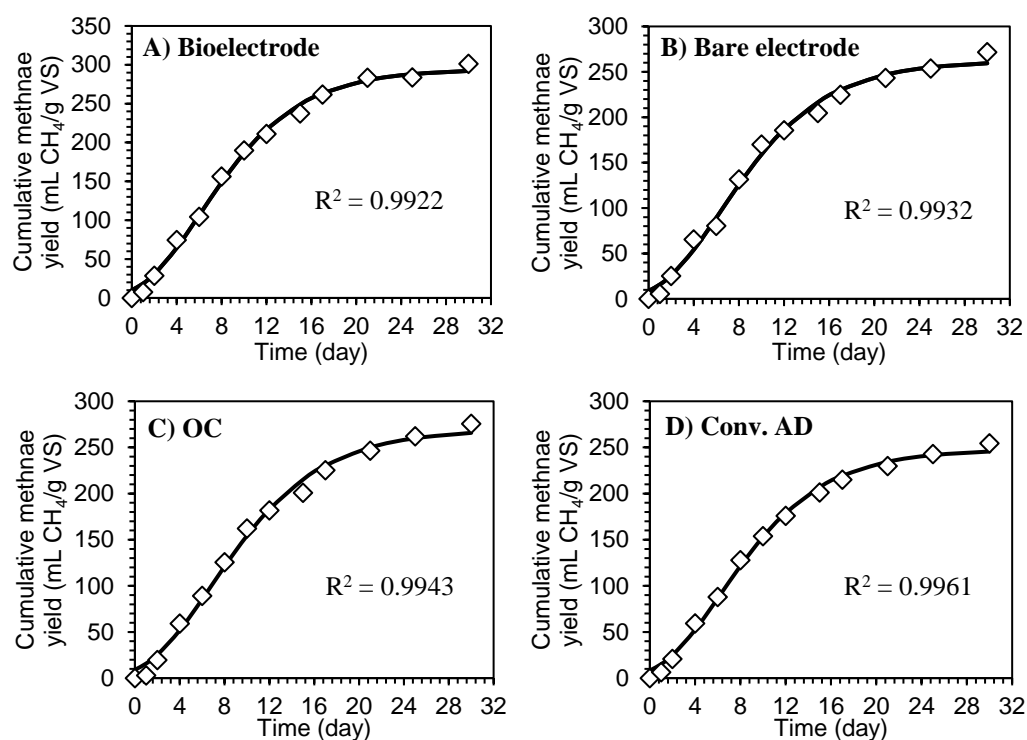 A) Bioelectrode
Cumulative methnae
yield (mL CH₄/g VS)
350
300
250
200
150
100
50
0
R² = 0.9922
0 4 8 12 16 20 24 28 32
Time (day)
B) Bare electrode
Cumulative methnae
yield (mL CH₄/g VS)
300
250
200
150
100
50
0
R² = 0.9932
0 4 8 12 16 20 24 28 32
Time (day)
C) OC
Cumulative methnae
yield (mL CH₄/g VS)
300
250
200
150
100
50
0
R² = 0.9943
0 4 8 12 16 20 24 28 32
Time (day)
D) Conv. AD
Cumulative methnae
yield (mL CH₄/g VS)
300
250
200
150
100
50
0
R² = 0.9961
0 4 8 12 16 20 24 28 32
Time (day)